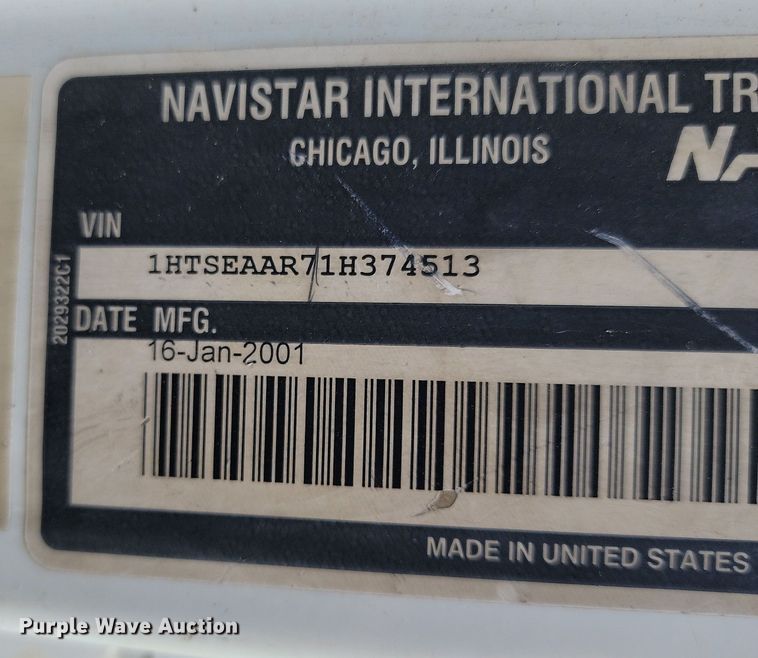 NAVISTAR INTERNATIONAL TR
CHICAGO, ILLINOIS
NA
VIN
1HTSEAAR71H374513
2029322C1
DATE MFG.
16-Jan-2001
MADE IN UNITED STATES
Purple Wave Auction